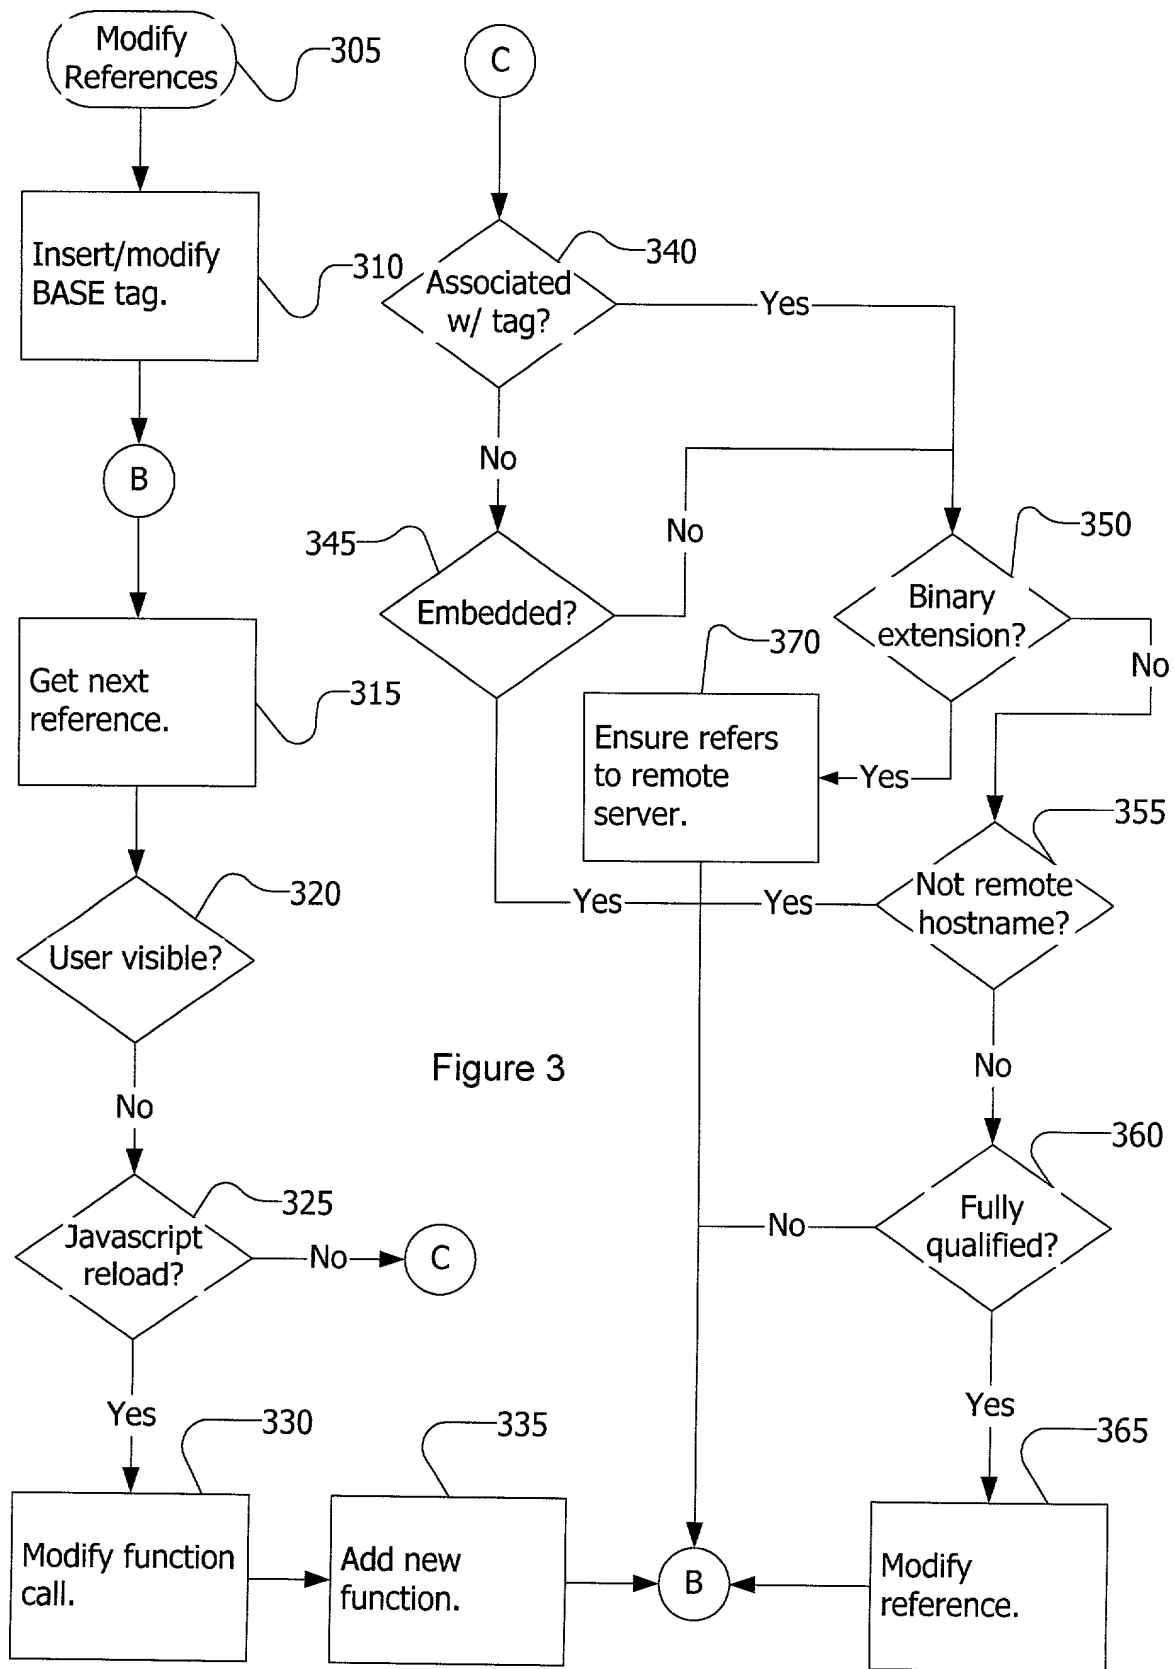 Modify
References
305
Insert/modify
BASE tag.
310
B
Get next
reference.
315
User visible?
320
No
Javascript
reload?
325
No
C
Yes
Modify function
call.
330
Add new
function.
335
B
C
Associated
w/ tag?
340
Yes
No
Embedded?
345
No
Yes
Binary
extension?
350
No
Yes
Ensure refers
to remote
server.
370
Not remote
hostname?
355
Yes
No
Fully
qualified?
360
No
Yes
Modify
reference.
365
Figure 3